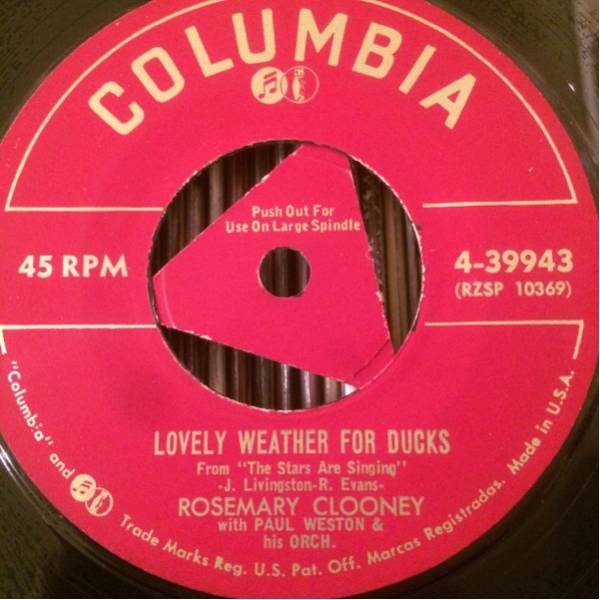 COLUMBIA
Push Out For
Use On Large Spindle
45 RPM
4-39943
(RZSP 10369)
LOVELY WEATHER FOR DUCKS
From "The Stars Are Singing"
-J. Livingston-R. Evans-
ROSEMARY CLOONEY
with PAUL WESTON &
his ORCH.
"Columbia" and Trade Marks Reg. U.S. Pat. Off. Marcas Registradas. Made in U.S.A.